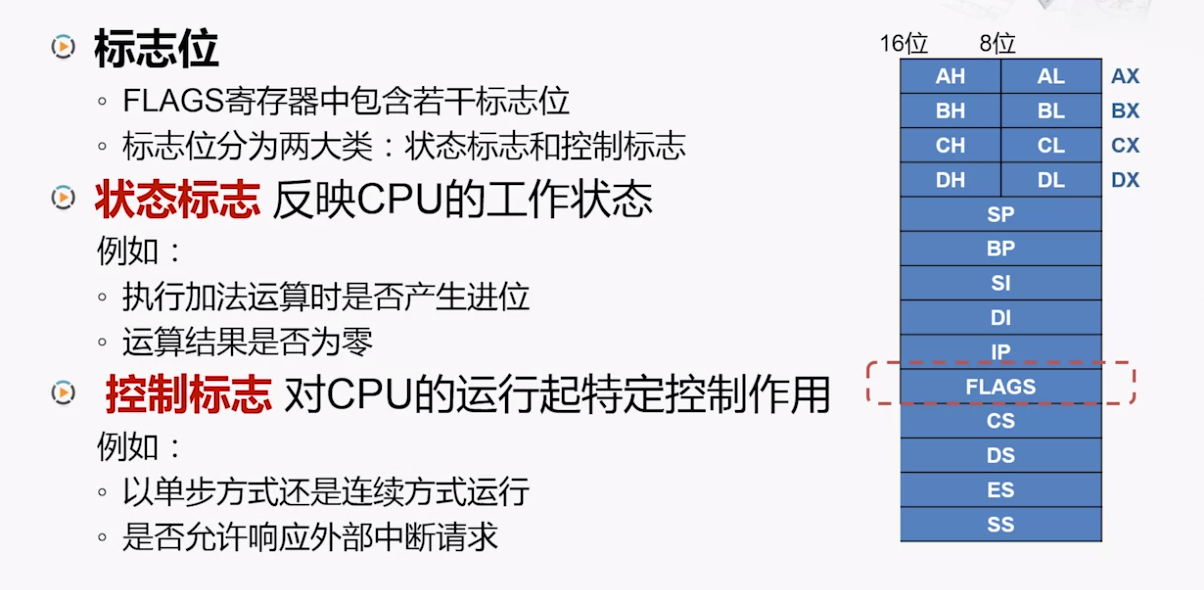 标志位
◦ FLAGS寄存器中包含若干标志位
◦ 标志位分为两大类：状态标志和控制标志
状态标志 反映CPU的工作状态
例如：
◦ 执行加法运算时是否产生进位
◦ 运算结果是否为零
控制标志 对CPU的运行起特定控制作用
例如：
◦ 以单步方式还是连续方式运行
◦ 是否允许响应外部中断请求
16位 8位
AH AL AX
BH BL BX
CH CL CX
DH DL DX
SP
BP
SI
DI
IP
FLAGS
CS
DS
ES
SS